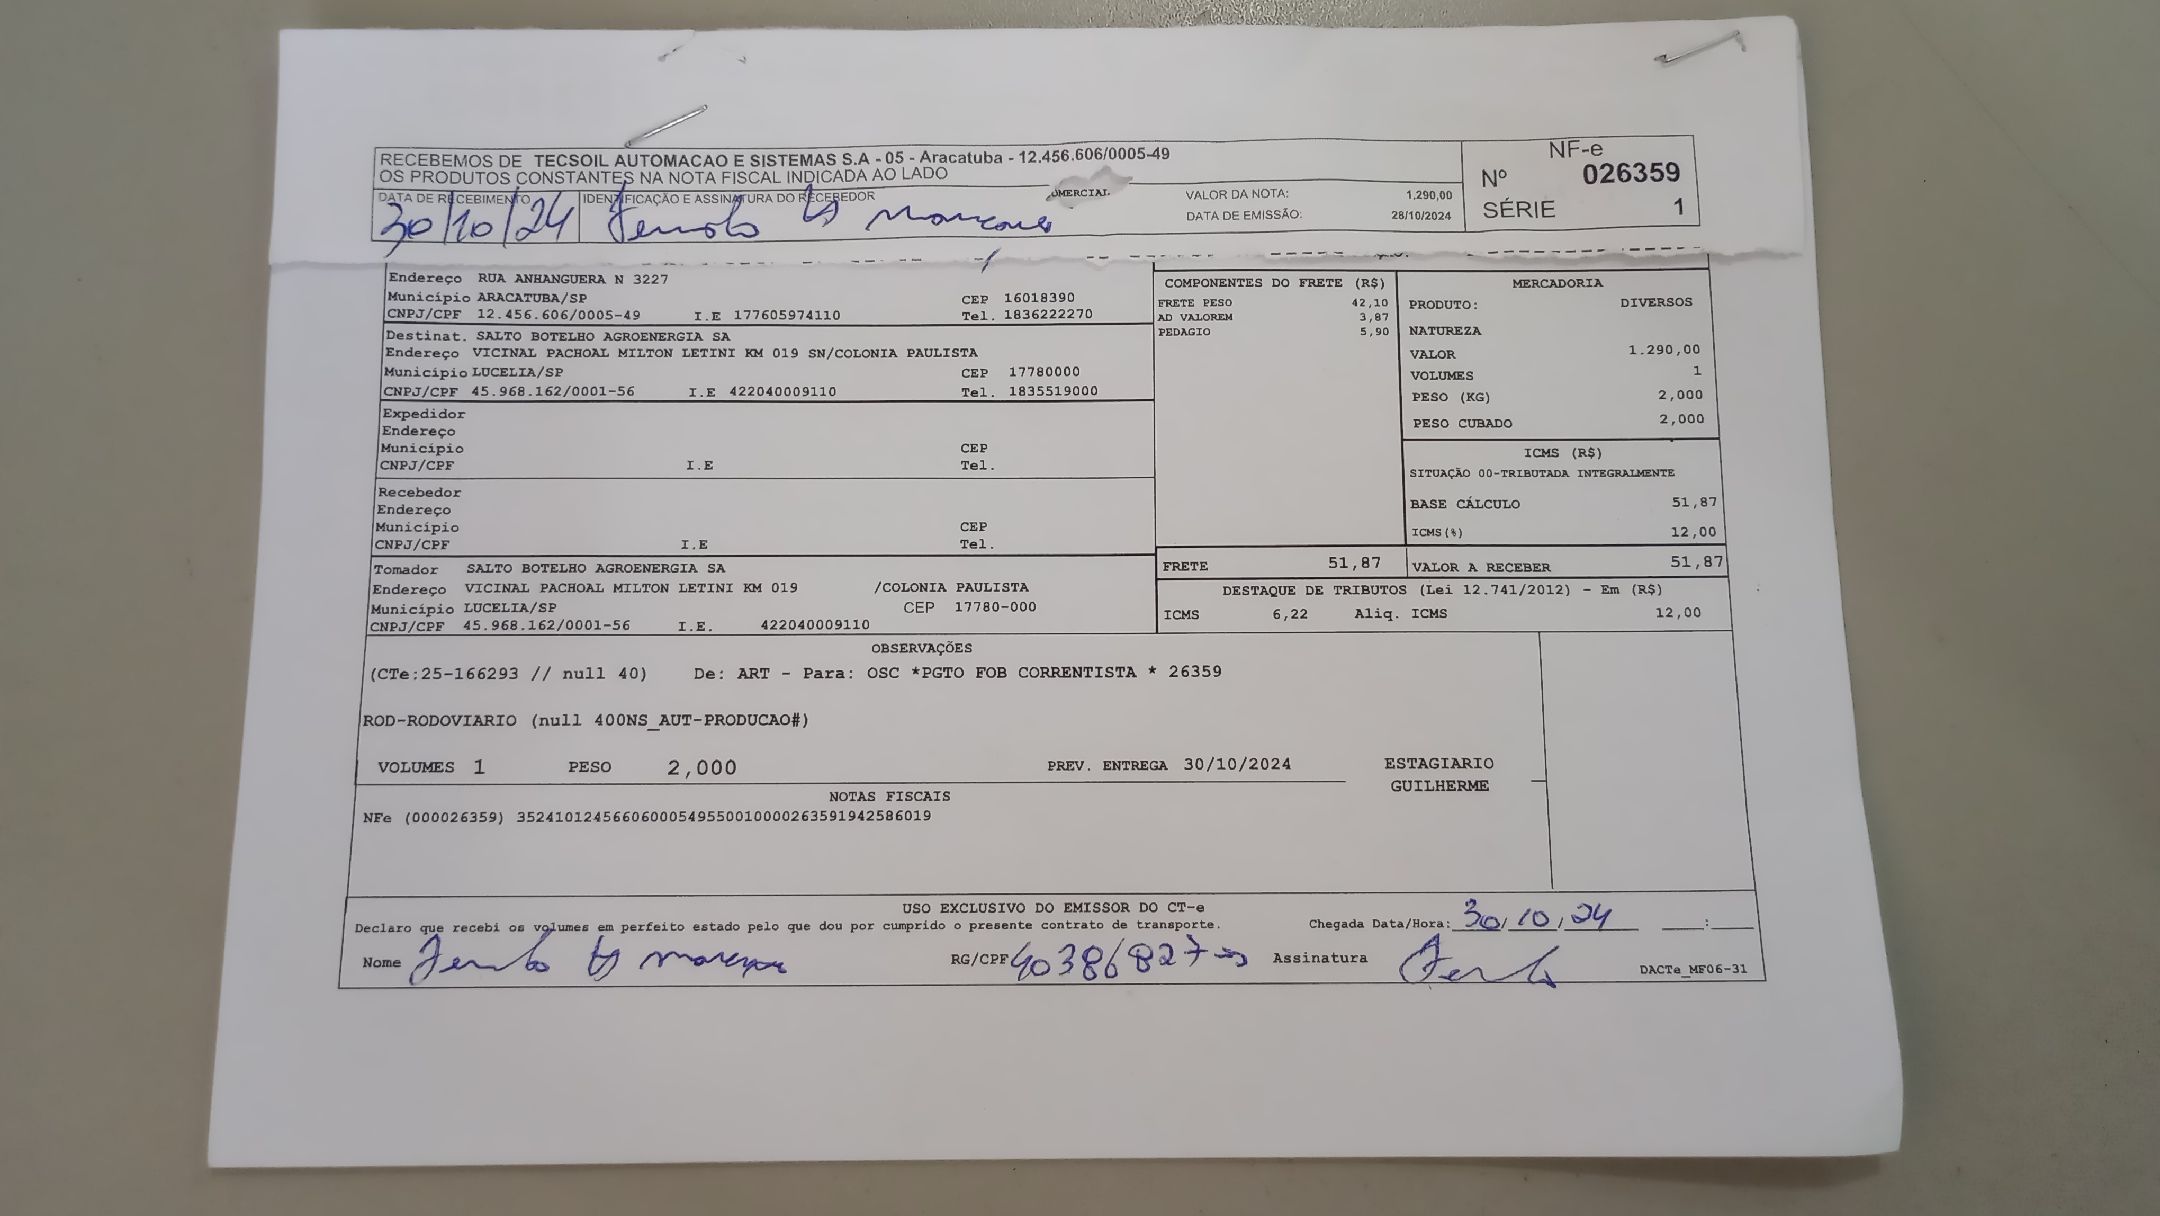 RECEBEMOS DE TECSOIL AUTOMACAO E SISTEMAS S.A - 05 - Aracatuba - 12.456.606/0005-49
OS PRODUTOS CONSTANTES NA NOTA FISCAL INDICADA AO LADO
DATA DE RECEBIMENTO IDENTIFICAÇÃO E ASSINATURA DO RECEBEDOR
30/10/24
OMERCIAL
VALOR DA NOTA: 1.290,00
DATA DE EMISSÃO: 28/10/2024
NF-e
Nº 026359
SÉRIE 1
Endereço RUA ANHANGUERA N 3227
Município ARACATUBA/SP CEP 16018390
CNPJ/CPF 12.456.606/0005-49 I.E 177605974110 Tel. 1836222270
Destinat. SALTO BOTELHO AGROENERGIA SA
Endereço VICINAL PACHOAL MILTON LETINI KM 019 SN/COLONIA PAULISTA
Município LUCELIA/SP CEP 17780000
CNPJ/CPF 45.968.162/0001-56 I.E 422040009110 Tel. 1835519000
Expedidor
Endereço
Município CEP
CNPJ/CPF I.E Tel.
Recebedor
Endereço
Município CEP
CNPJ/CPF I.E Tel.
Tomador SALTO BOTELHO AGROENERGIA SA
Endereço VICINAL PACHOAL MILTON LETINI KM 019 /COLONIA PAULISTA
Município LUCELIA/SP CEP 17780-000
CNPJ/CPF 45.968.162/0001-56 I.E. 422040009110
COMPONENTES DO FRETE (R$)
FRETE PESO 42,10
AD VALOREM 3,87
PEDAGIO 5,90
MERCADORIA
PRODUTO: DIVERSOS
NATUREZA
VALOR 1.290,00
VOLUMES 1
PESO (KG) 2,000
PESO CUBADO 2,000
ICMS (R$)
SITUAÇÃO 00-TRIBUTADA INTEGRALMENTE
BASE CÁLCULO 51,87
ICMS(%) 12,00
FRETE 51,87 VALOR A RECEBER 51,87
DESTAQUE DE TRIBUTOS (Lei 12.741/2012) - Em (R$)
ICMS 6,22 Aliq. ICMS 12,00
OBSERVAÇÕES
(CTe:25-166293 // null 40) De: ART - Para: OSC *PGTO FOB CORRENTISTA * 26359
ROD-RODOVIARIO (null 400NS_AUT-PRODUCAO#)
VOLUMES 1 PESO 2,000 PREV. ENTREGA 30/10/2024 ESTAGIARIO
GUILHERME
NOTAS FISCAIS
NFe (000026359) 35241012456606000549550010000263591942586019
USO EXCLUSIVO DO EMISSOR DO CT-e
Declaro que recebi os volumes em perfeito estado pelo que dou por cumprido o presente contrato de transporte. Chegada Data/Hora: 30/10/24 __:__
Nome RG/CPF Assinatura
DACTe_MF06-31